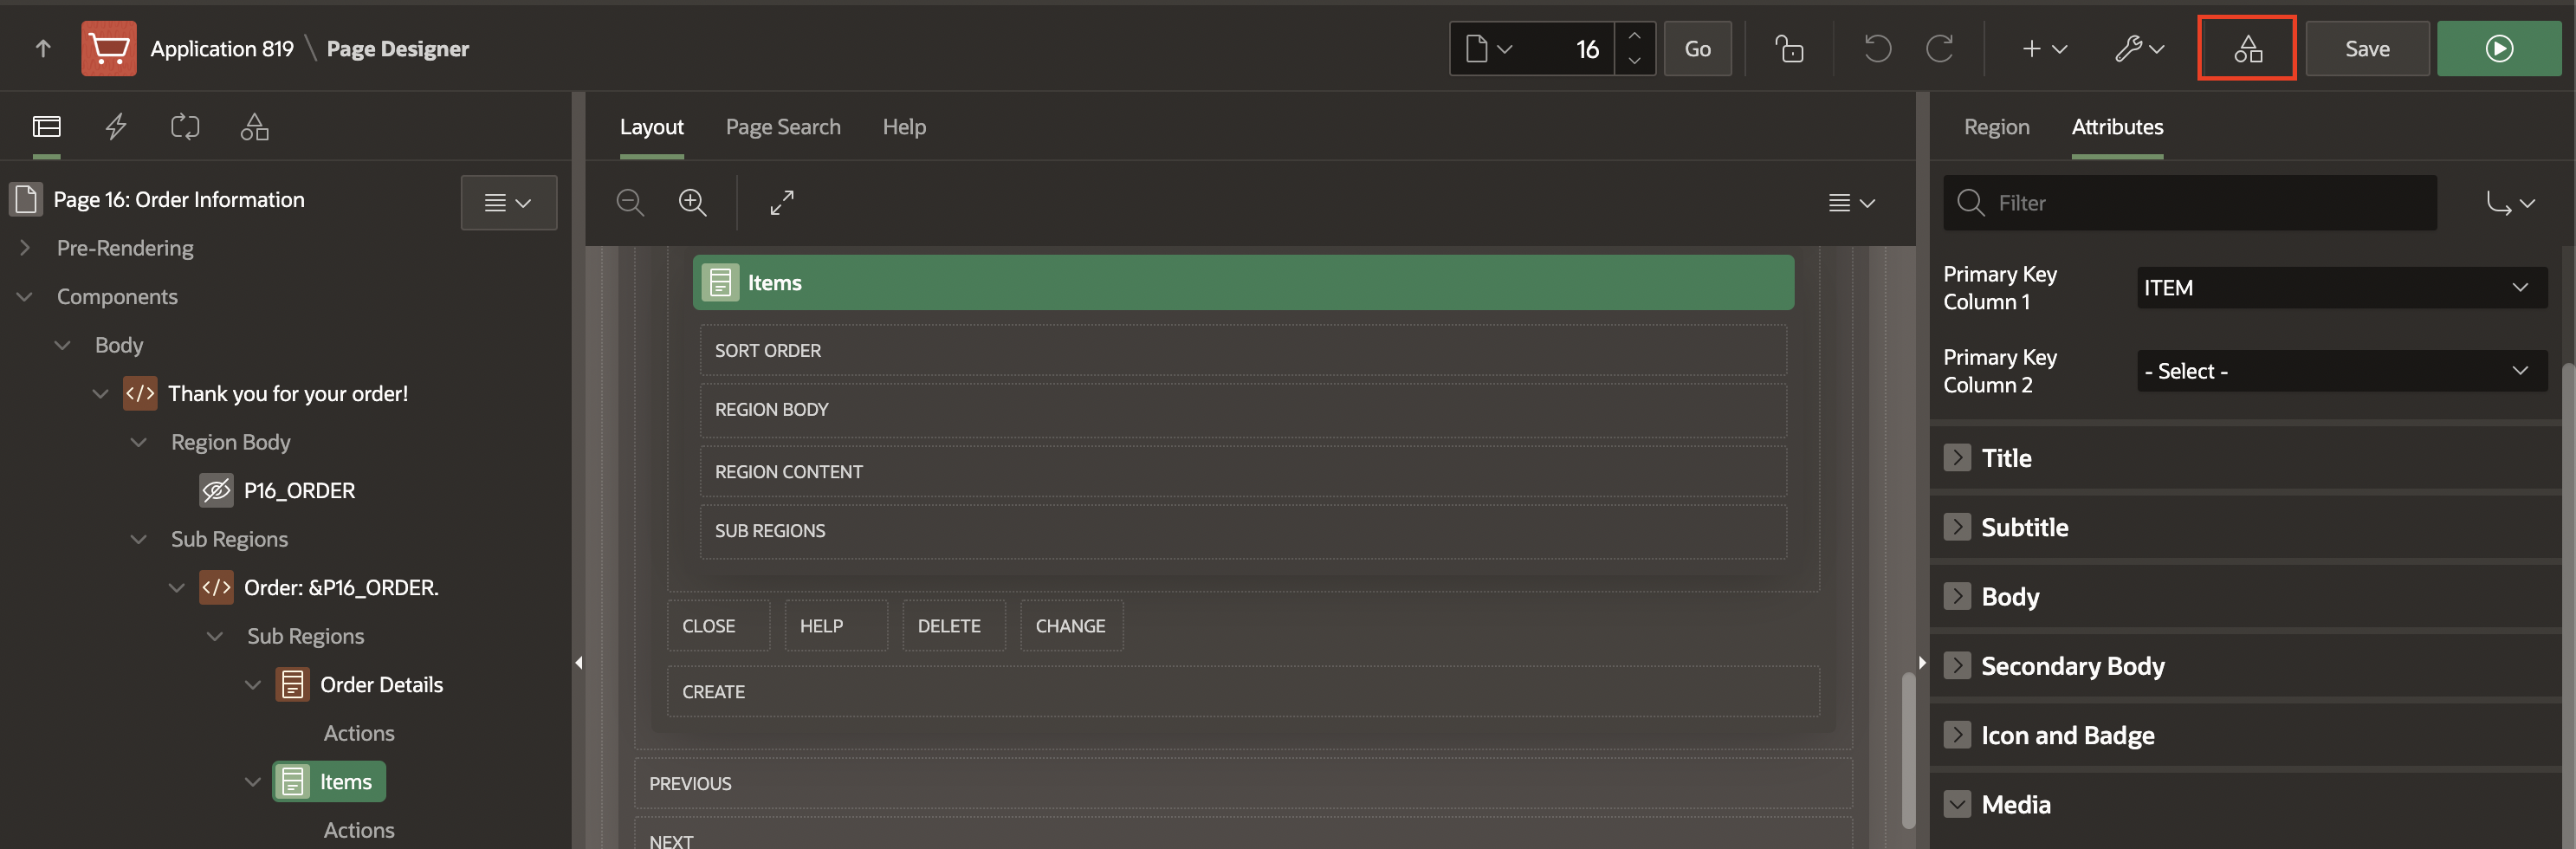 Application 819 \ Page Designer
16
Go
Save
Layout
Page Search
Help
Region
Attributes
Page 16: Order Information
Pre-Rendering
Components
Body
Thank you for your order!
Region Body
P16_ORDER
Sub Regions
Order: &P16_ORDER.
Sub Regions
Order Details
Actions
Items
Actions
Items
SORT ORDER
REGION BODY
REGION CONTENT
SUB REGIONS
CLOSE
HELP
DELETE
CHANGE
CREATE
PREVIOUS
NEXT
Filter
Primary Key
Column 1
ITEM
Primary Key
Column 2
- Select -
Title
Subtitle
Body
Secondary Body
Icon and Badge
Media